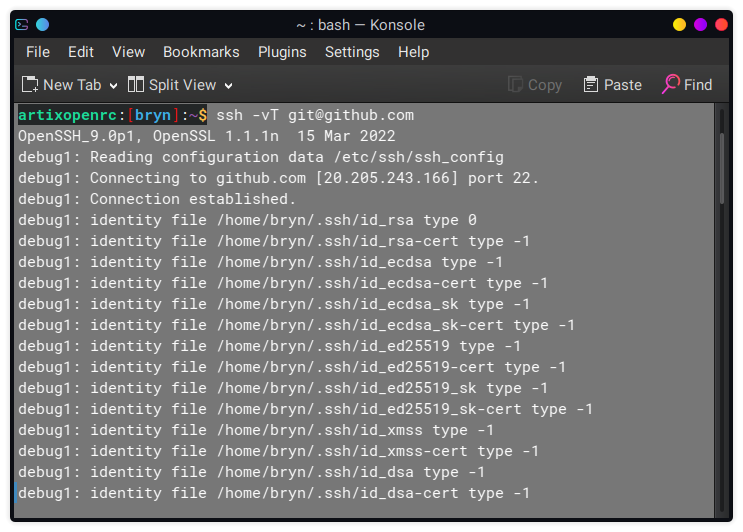 ~ : bash — Konsole
File Edit View Bookmarks Plugins Settings Help
New Tab Split View Copy Paste Find
artixopenrc:[bryn]:~$ ssh -vT git@github.com
OpenSSH_9.0p1, OpenSSL 1.1.1n  15 Mar 2022
debug1: Reading configuration data /etc/ssh/ssh_config
debug1: Connecting to github.com [20.205.243.166] port 22.
debug1: Connection established.
debug1: identity file /home/bryn/.ssh/id_rsa type 0
debug1: identity file /home/bryn/.ssh/id_rsa-cert type -1
debug1: identity file /home/bryn/.ssh/id_ecdsa type -1
debug1: identity file /home/bryn/.ssh/id_ecdsa-cert type -1
debug1: identity file /home/bryn/.ssh/id_ecdsa_sk type -1
debug1: identity file /home/bryn/.ssh/id_ecdsa_sk-cert type -1
debug1: identity file /home/bryn/.ssh/id_ed25519 type -1
debug1: identity file /home/bryn/.ssh/id_ed25519-cert type -1
debug1: identity file /home/bryn/.ssh/id_ed25519_sk type -1
debug1: identity file /home/bryn/.ssh/id_ed25519_sk-cert type -1
debug1: identity file /home/bryn/.ssh/id_xmss type -1
debug1: identity file /home/bryn/.ssh/id_xmss-cert type -1
debug1: identity file /home/bryn/.ssh/id_dsa type -1
debug1: identity file /home/bryn/.ssh/id_dsa-cert type -1